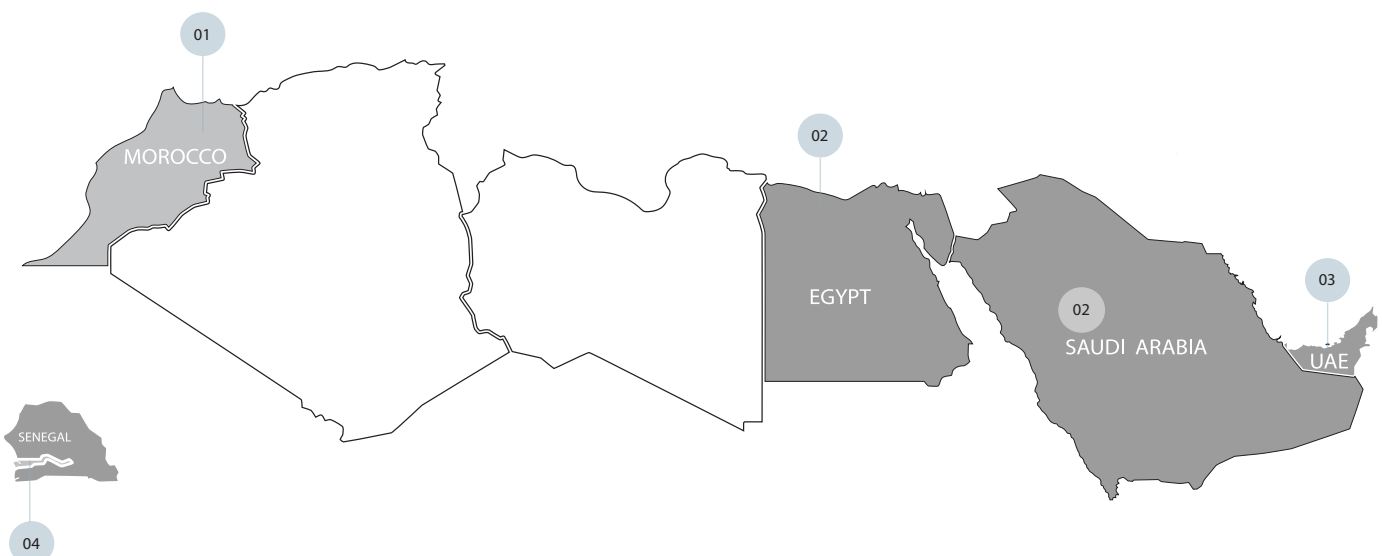 01
MOROCCO
02
EGYPT
02
SAUDI ARABIA
03
UAE
SENEGAL
04